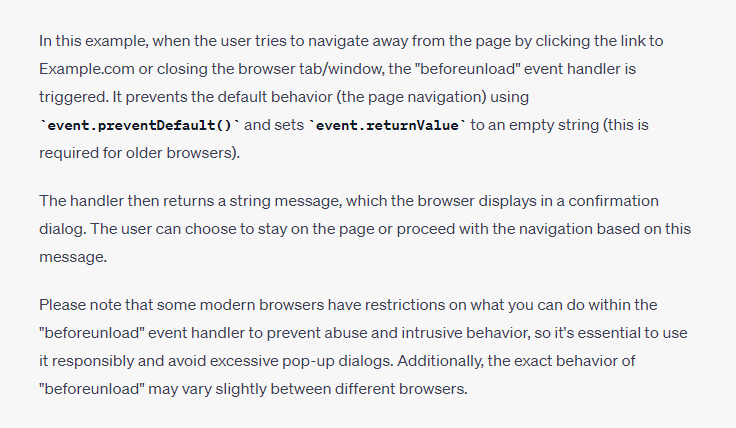 In this example, when the user tries to navigate away from the page by clicking the link to
Example.com or closing the browser tab/window, the "beforeunload" event handler is
triggered. It prevents the default behavior (the page navigation) using
`event.preventDefault()` and sets `event.returnValue` to an empty string (this is
required for older browsers).
The handler then returns a string message, which the browser displays in a confirmation
dialog. The user can choose to stay on the page or proceed with the navigation based on this
message.
Please note that some modern browsers have restrictions on what you can do within the
"beforeunload" event handler to prevent abuse and intrusive behavior, so it's essential to use
it responsibly and avoid excessive pop-up dialogs. Additionally, the exact behavior of
"beforeunload" may vary slightly between different browsers.